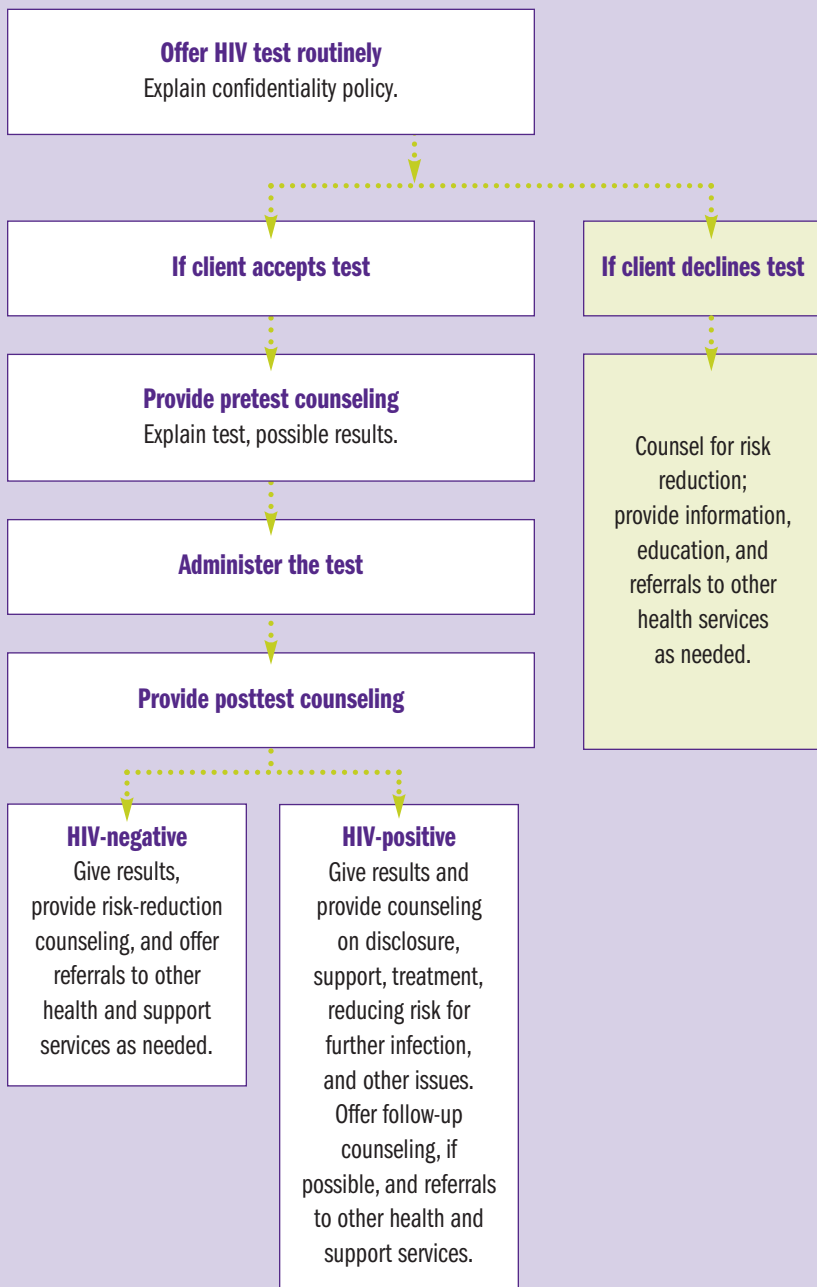 Offer HIV test routinely
Explain confidentiality policy.
If client accepts test
If client declines test
Provide pretest counseling
Explain test, possible results.
Administer the test
Provide posttest counseling
Counsel for risk
reduction;
provide information,
education, and
referrals to other
health services
as needed.
HIV-negative
Give results,
provide risk-reduction
counseling, and offer
referrals to other
health and support
services as needed.
HIV-positive
Give results and
provide counseling
on disclosure,
support, treatment,
reducing risk for
further infection,
and other issues.
Offer follow-up
counseling, if
possible, and referrals
to other health and
support services.